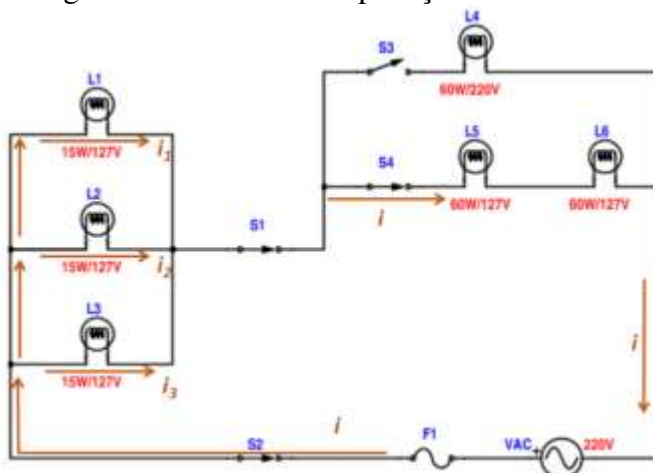 L4
S3
L1
60W/220V
15W/127V
i₁
S4
L5
L6
L2
S1
60W/127V
60W/127V
i
15W/127V
i₂
L3
15W/127V
i₃
i
i
S2
F1
VAC
+
220V